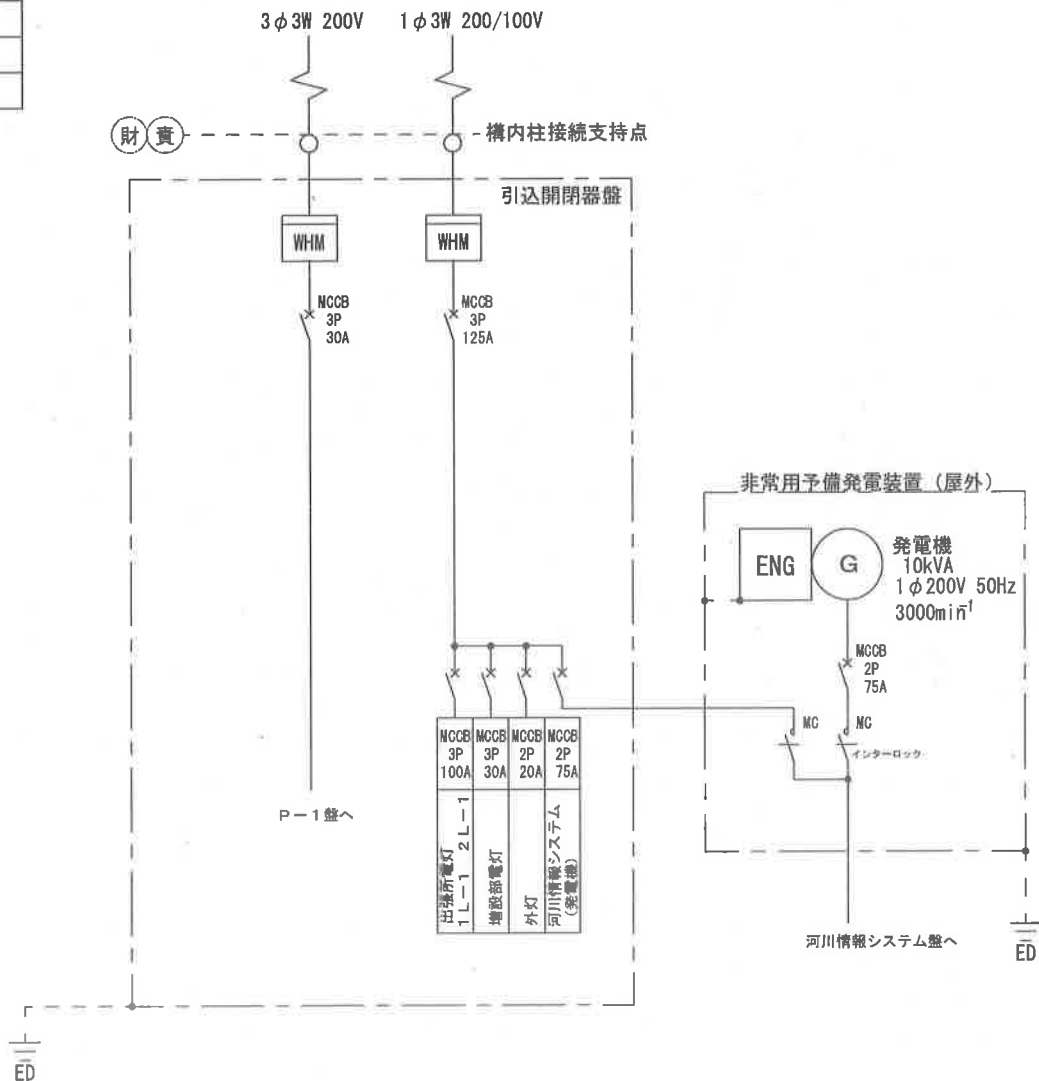 3φ3W 200V
1φ3W 200/100V
財 責
構内柱接続支持点
引込開閉器盤
WHM
WHM
MCCB
3P
30A
MCCB
3P
125A
非常用予備発電装置（屋外）
ENG
G
発電機
10kVA
1φ200V 50Hz
3000min⁻¹
MCCB
2P
75A
MC
MC
インターロック
MCCB
3P
100A
MCCB
3P
30A
MCCB
2P
20A
MCCB
2P
75A
出張所電灯
1L-1 2L-1
増設部電灯
外灯
河川情報システム
(発電機)
P-1盤へ
河川情報システム盤へ
ED
ED